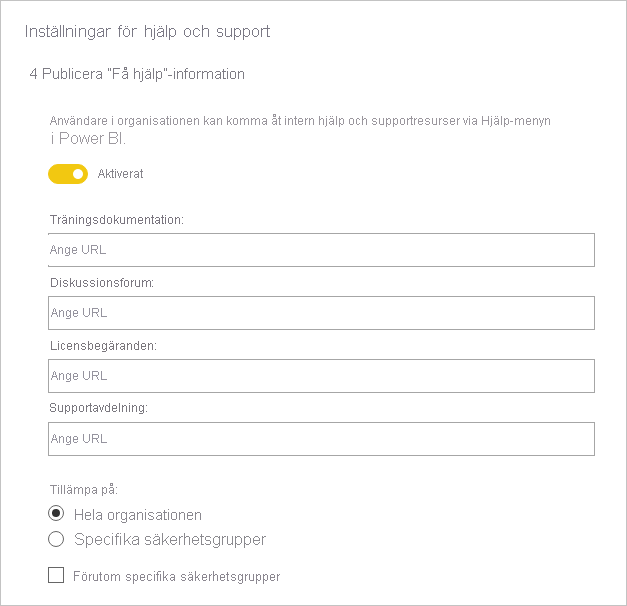 Inställningar för hjälp och support
4 Publicera "Få hjälp"-information
Användare i organisationen kan komma åt intern hjälp och supportresurser via Hjälp-menyn
i Power BI.
Aktiverat
Träningsdokumentation:
Ange URL
Diskussionsforum:
Ange URL
Licensbegäranden:
Ange URL
Supportavdelning:
Ange URL
Tillämpa på:
Hela organisationen
Specifika säkerhetsgrupper
Förutom specifika säkerhetsgrupper